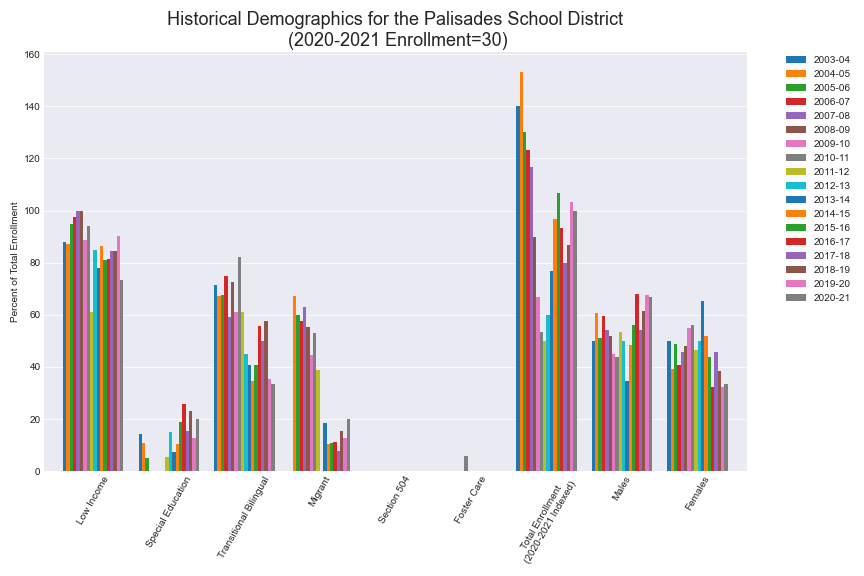 Historical Demographics for the Palisades School District
(2020-2021 Enrollment=30)
Percent of Total Enrollment
160
140
120
100
80
60
40
20
0
Low Income
Special Education
Transitional Bilingual
Migrant
Section 504
Foster Care
Total Enrollment
(2020-2021 Indexed)
Males
Females
2003-04
2004-05
2005-06
2006-07
2007-08
2008-09
2009-10
2010-11
2011-12
2012-13
2013-14
2014-15
2015-16
2016-17
2017-18
2018-19
2019-20
2020-21